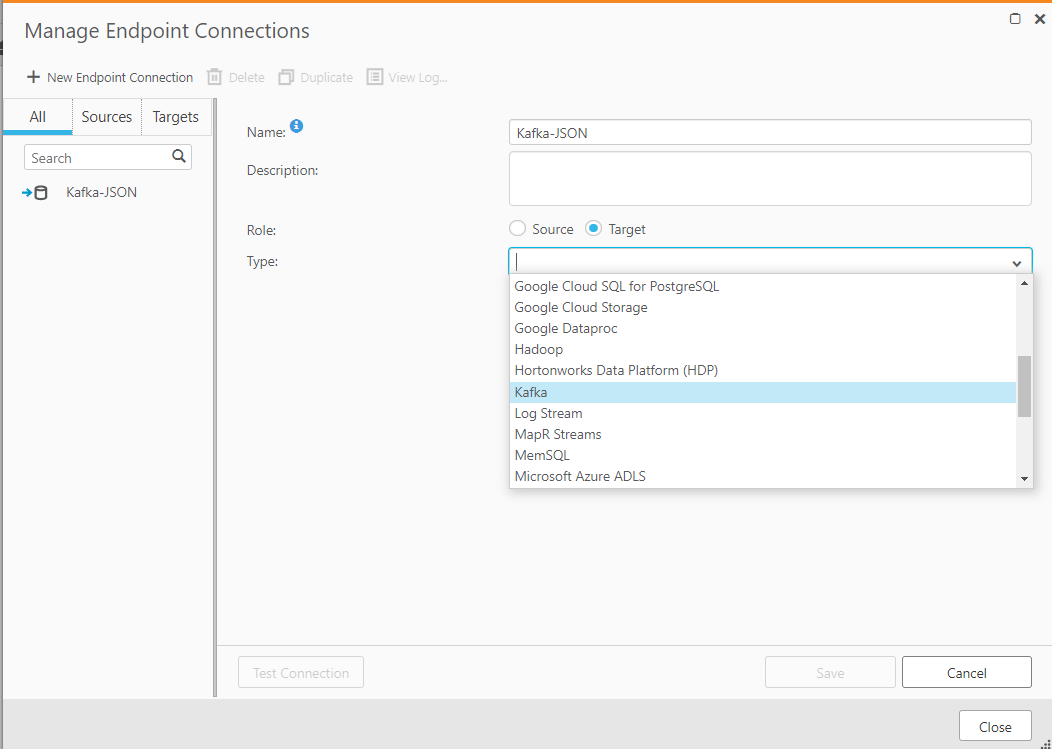 Manage Endpoint Connections
New Endpoint Connection Delete Duplicate View Log...
All Sources Targets
Search
Kafka-JSON
Name: Kafka-JSON
Description:
Role: Source Target
Type:
Google Cloud SQL for PostgreSQL
Google Cloud Storage
Google Dataproc
Hadoop
Hortonworks Data Platform (HDP)
Kafka
Log Stream
MapR Streams
MemSQL
Microsoft Azure ADLS
Test Connection Save Cancel
Close